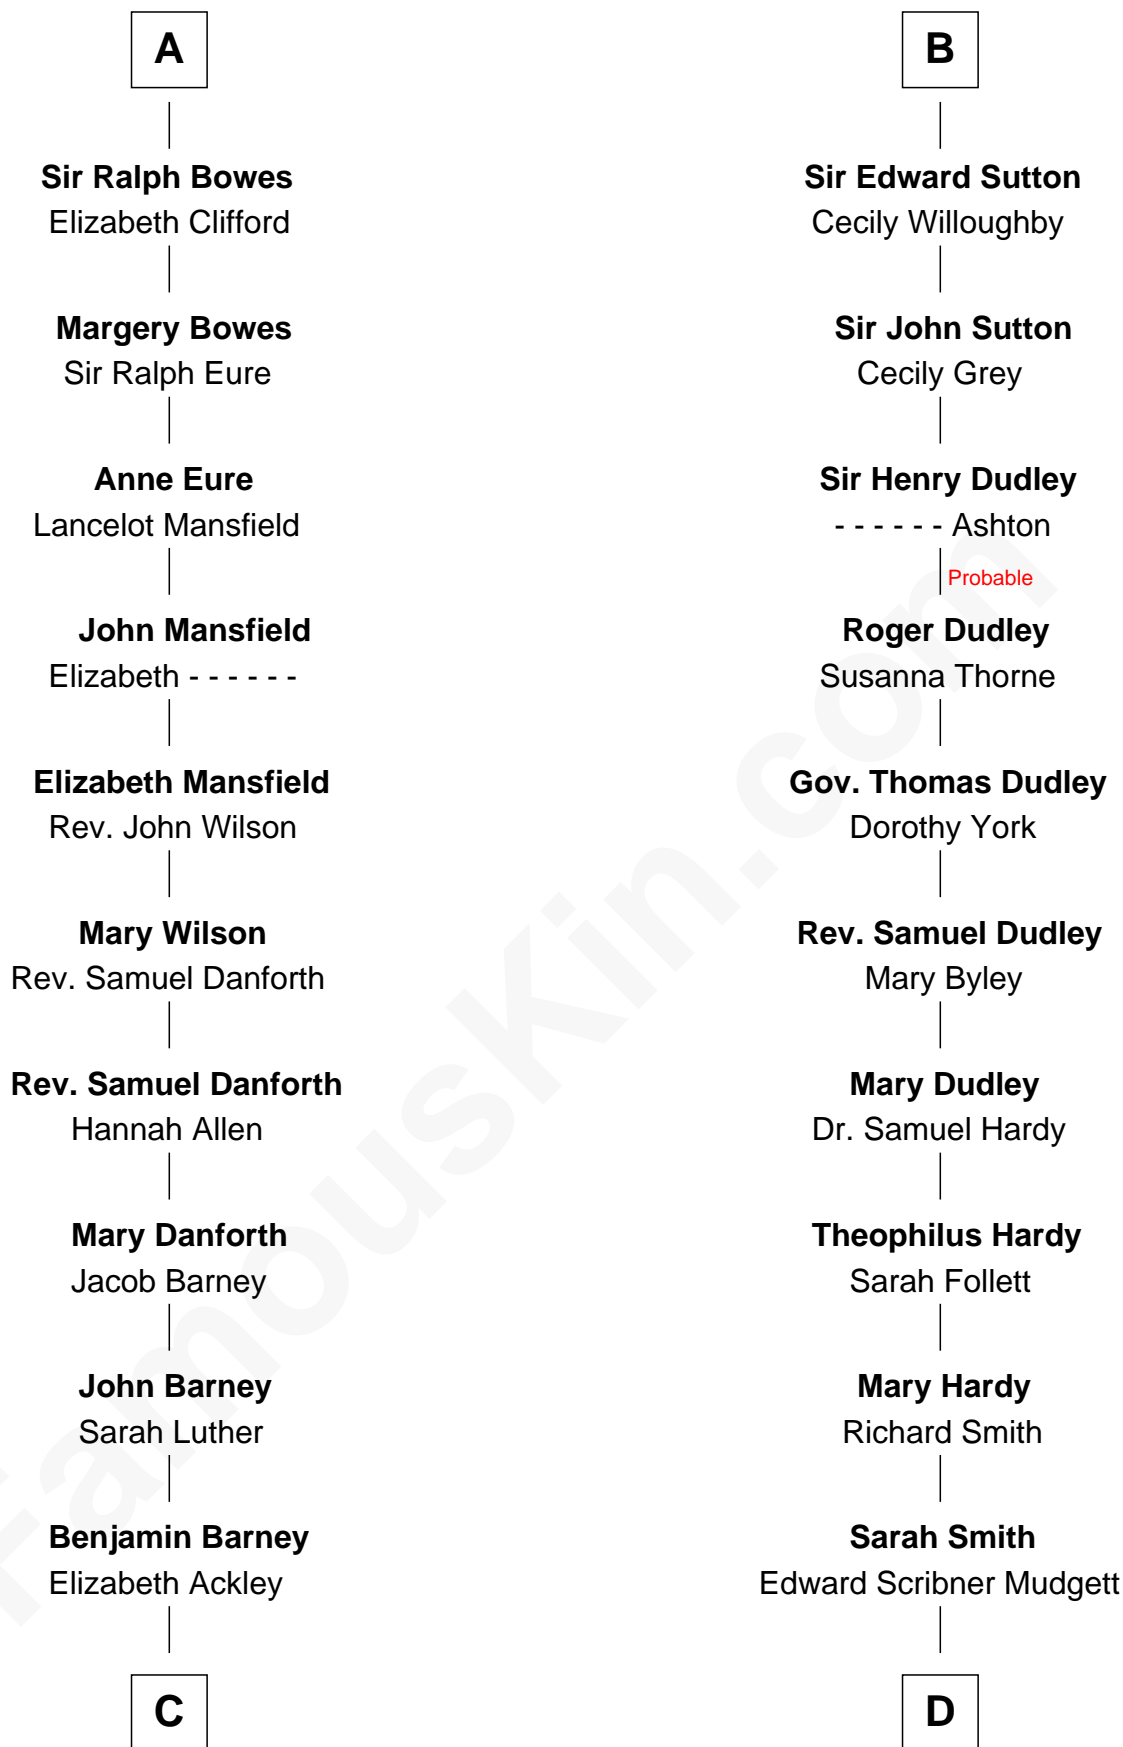 A
Sir Ralph Bowes
Elizabeth Clifford
Margery Bowes
Sir Ralph Eure
Anne Eure
Lancelot Mansfield
John Mansfield
Elizabeth - - - - - -
Elizabeth Mansfield
Rev. John Wilson
Mary Wilson
Rev. Samuel Danforth
Rev. Samuel Danforth
Hannah Allen
Mary Danforth
Jacob Barney
John Barney
Sarah Luther
Benjamin Barney
Elizabeth Ackley
C
B
Sir Edward Sutton
Cecily Willoughby
Sir John Sutton
Cecily Grey
Sir Henry Dudley
- - - - - - Ashton
Probable
Roger Dudley
Susanna Thorne
Gov. Thomas Dudley
Dorothy York
Rev. Samuel Dudley
Mary Byley
Mary Dudley
Dr. Samuel Hardy
Theophilus Hardy
Sarah Follett
Mary Hardy
Richard Smith
Sarah Smith
Edward Scribner Mudgett
D
FamousKin.com